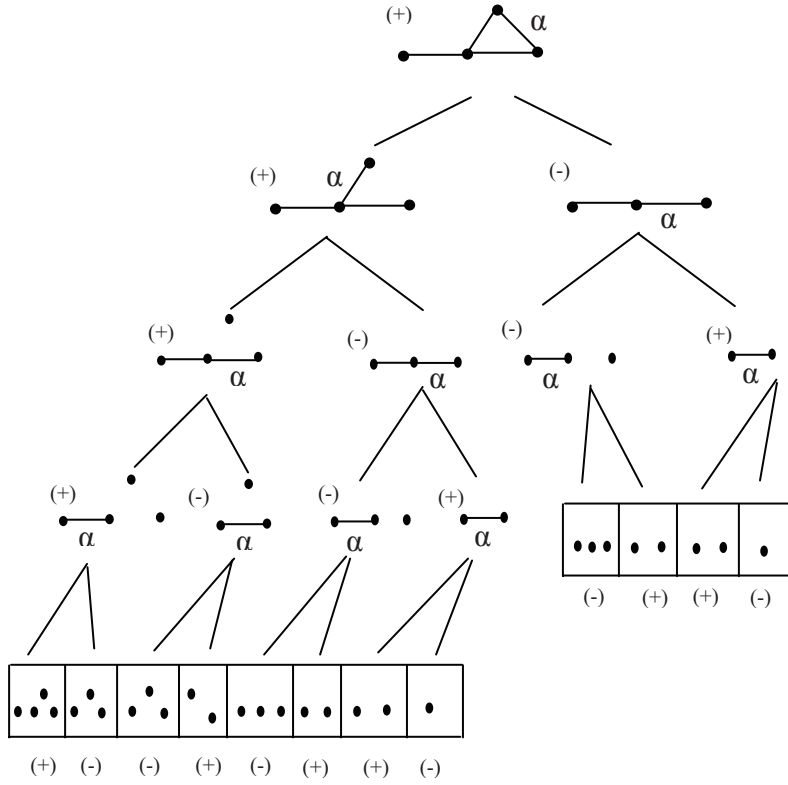 (+) α
(+) α (-) α
(+) α (-) α (-) α (+) α
(+) α (-) α (-) α (+) α
(-) (+) (+) (-)
(+) (-) (-) (+) (-) (+) (+) (-)